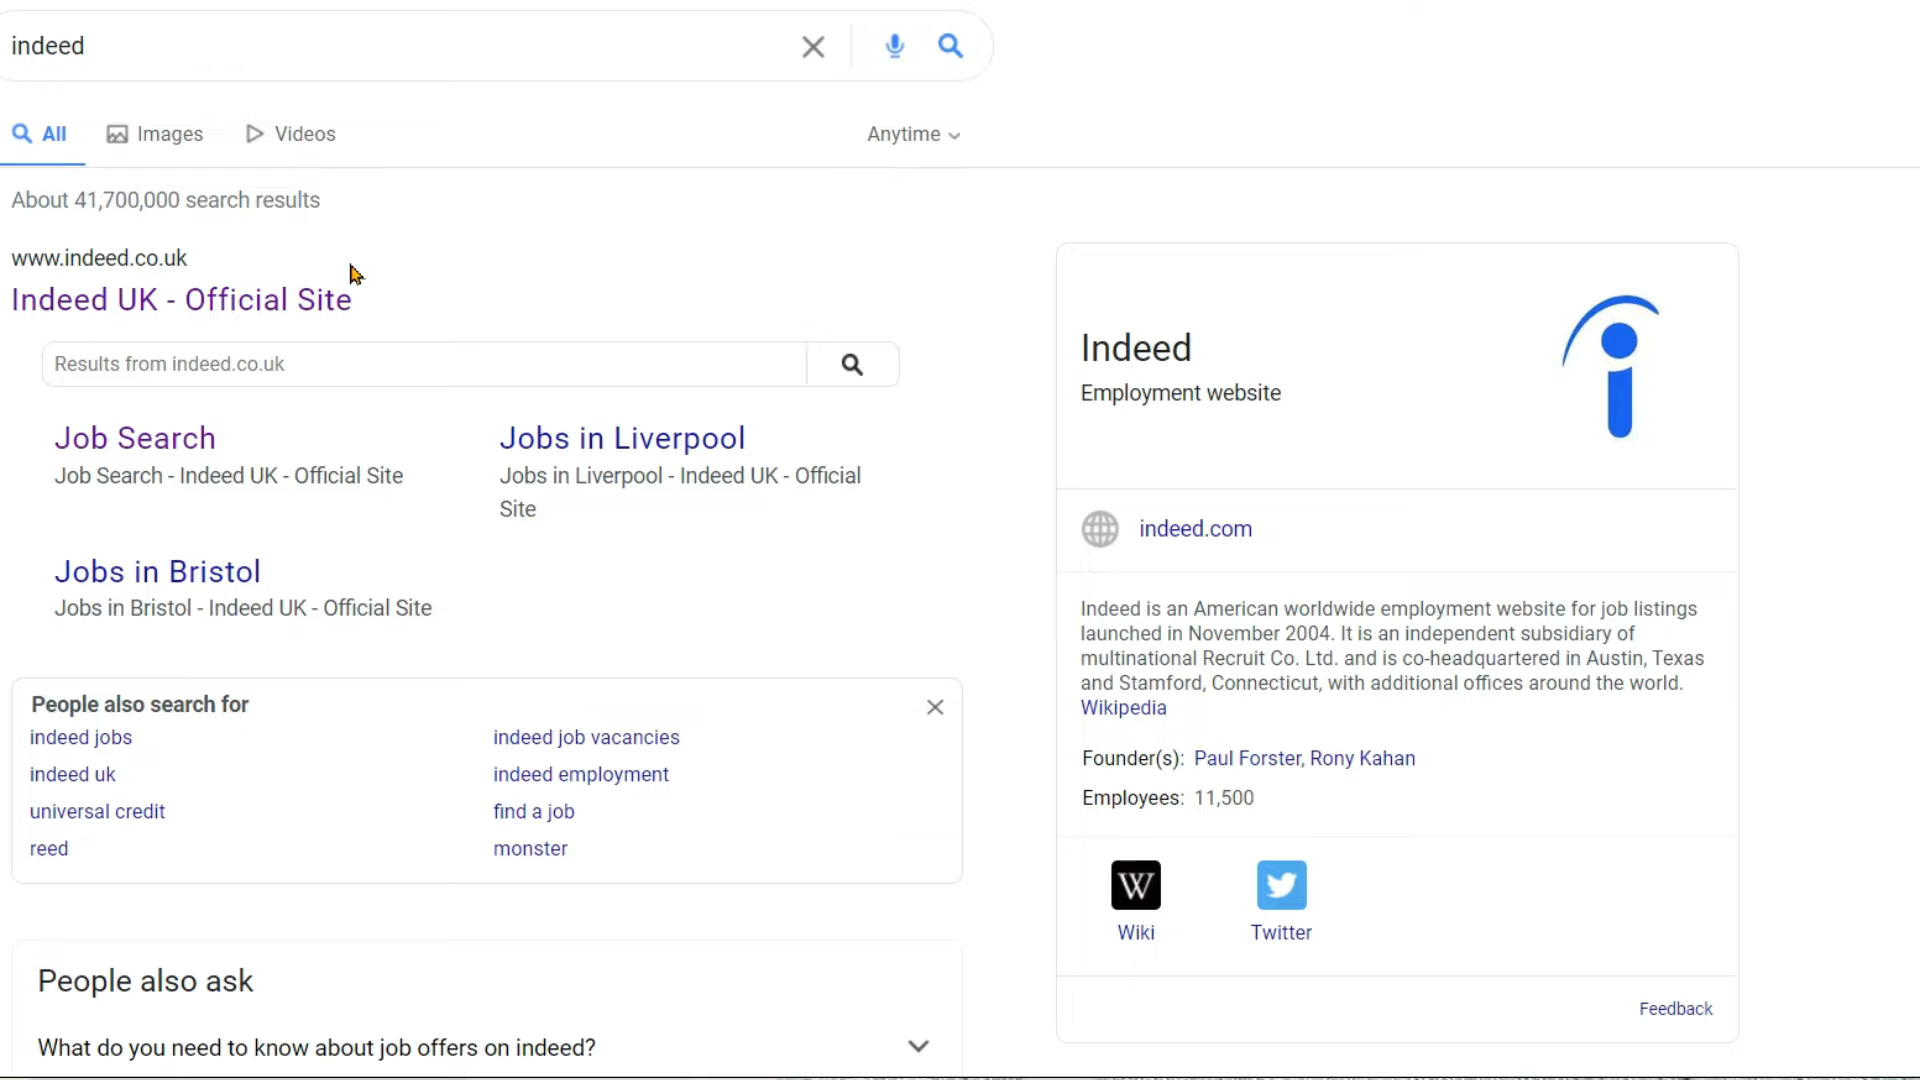 indeed
All Images Videos Anytime
About 41,700,000 search results
www.indeed.co.uk
Indeed UK - Official Site
Results from indeed.co.uk
Job Search
Job Search - Indeed UK - Official Site
Jobs in Liverpool
Jobs in Liverpool - Indeed UK - Official
Site
Jobs in Bristol
Jobs in Bristol - Indeed UK - Official Site
People also search for
indeed jobs
indeed uk
universal credit
reed
indeed job vacancies
indeed employment
find a job
monster
People also ask
What do you need to know about job offers on indeed?
Indeed
Employment website
indeed.com
Indeed is an American worldwide employment website for job listings
launched in November 2004. It is an independent subsidiary of
multinational Recruit Co. Ltd. and is co-headquartered in Austin, Texas
and Stamford, Connecticut, with additional offices around the world.
Wikipedia
Founder(s): Paul Forster, Rony Kahan
Employees: 11,500
W
Wiki Twitter
Feedback